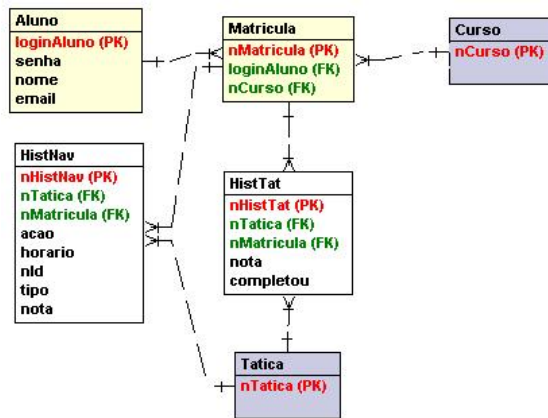 Aluno
loginAluno (PK)
senha
nome
email
Matricula
nMatricula (PK)
loginAluno (FK)
nCurso (FK)
Curso
nCurso (PK)
HistNav
nHistNav (PK)
nTatica (FK)
nMatricula (FK)
acao
horario
nId
tipo
nota
HistTat
nHistTat (PK)
nTatica (FK)
nMatricula (FK)
nota
completou
Tatica
nTatica (PK)